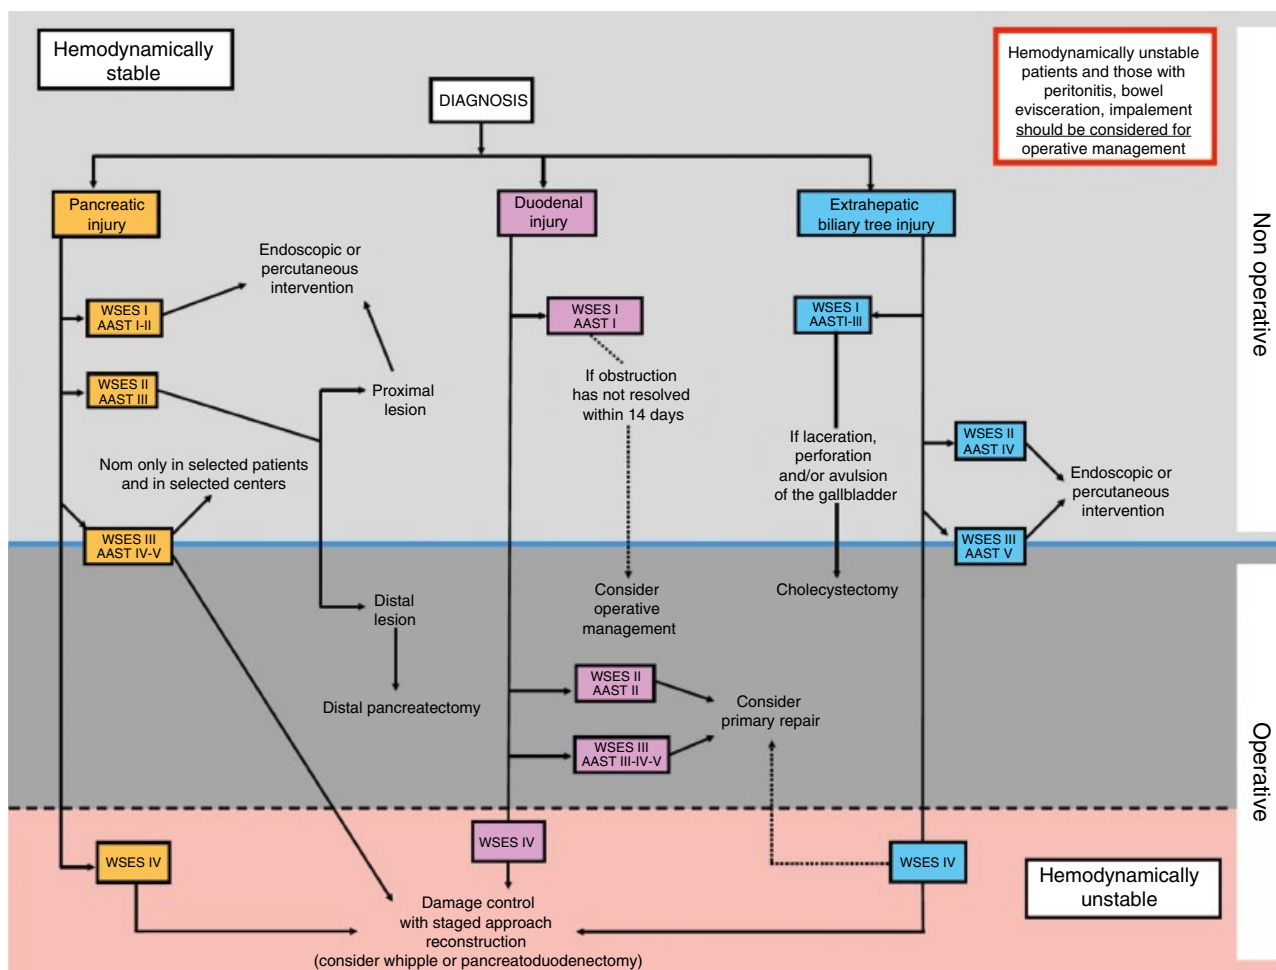 Hemodynamically
stable
DIAGNOSIS
Hemodynamically unstable
patients and those with
peritonitis, bowel
evisceration, impalement
should be considered for
operative management
Pancreatic
injury
Duodenal
injury
Extrahepatic
biliary tree injury
Non operative
Endoscopic or
percutaneous
intervention
WSES I
AAST I-II
WSES I
AAST I
WSES I
AASTI-III
WSES II
AAST III
Proximal
lesion
If obstruction
has not resolved
within 14 days
If laceration,
perforation
and/or avulsion
of the gallbladder
WSES II
AAST IV
Endoscopic or
percutaneous
intervention
Nom only in selected patients
and in selected centers
WSES III
AAST IV-V
WSES III
AAST V
Distal
lesion
Consider
operative
management
Cholecystectomy
Distal pancreatectomy
WSES II
AAST II
Consider
primary repair
WSES III
AAST III-IV-V
Operative
WSES IV
WSES IV
WSES IV
Hemodynamically
unstable
Damage control
with staged approach
reconstruction
(consider whipple or pancreatoduodenectomy)